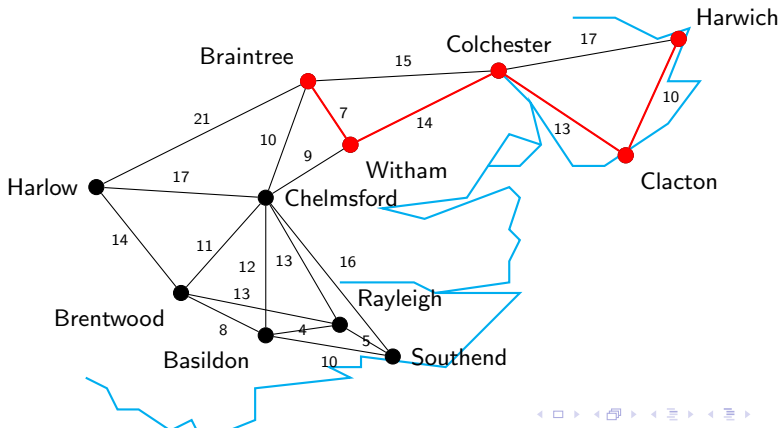 Harwich
Colchester
17
Braintree
15
10
21
7
14
13
10
9
Witham
Harlow
17
Clacton
Chelmsford
14
11
12
13
16
13
Rayleigh
Brentwood
8
4
5
Basildon
10
Southend